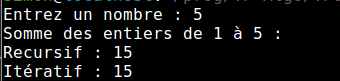 Entrez un nombre : 5
Somme des entiers de 1 à 5 :
Recursif : 15
Itératif : 15